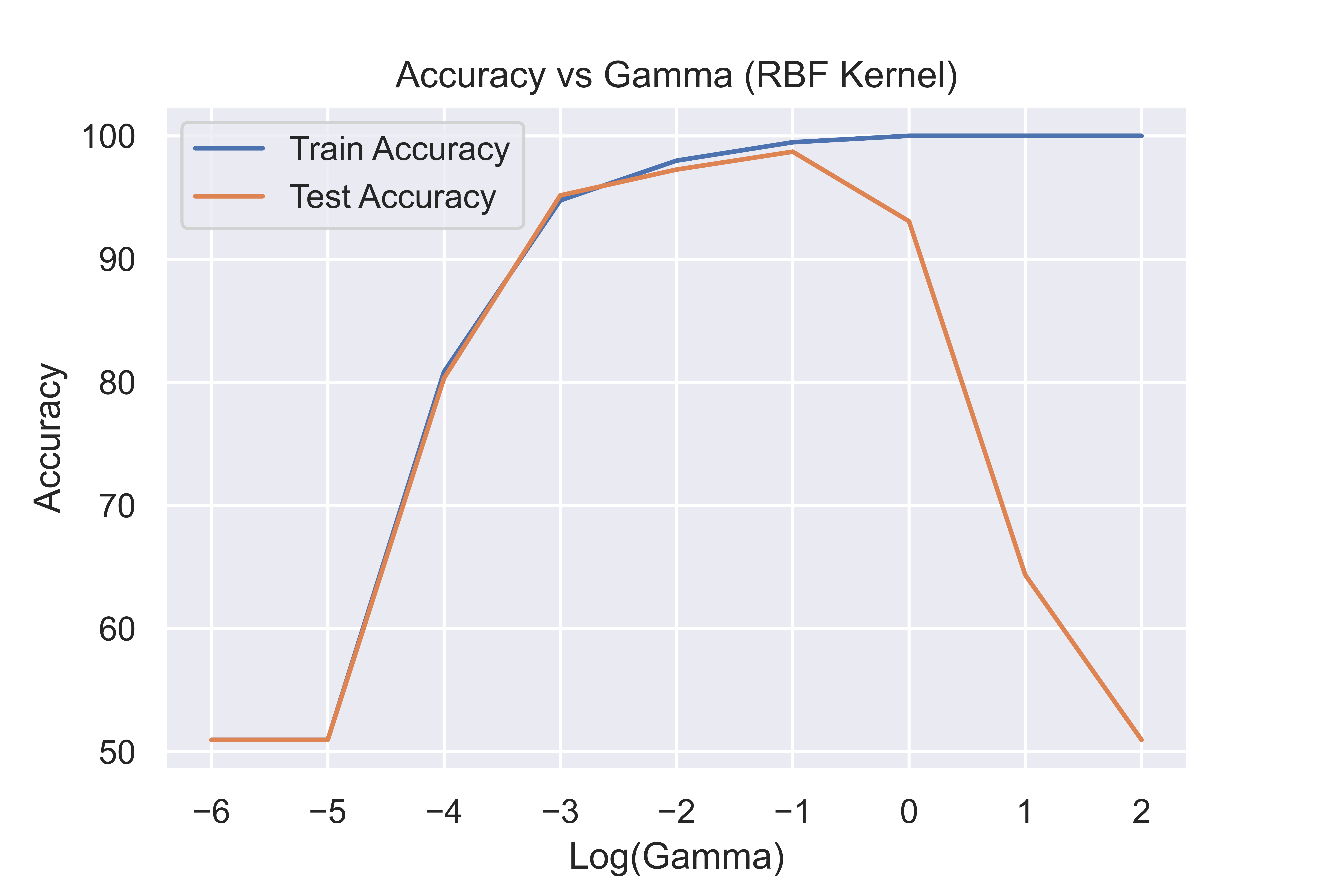 Accuracy vs Gamma (RBF Kernel)
Train Accuracy
Test Accuracy
100
90
80
70
60
50
Accuracy
−6 −5 −4 −3 −2 −1 0 1 2
Log(Gamma)